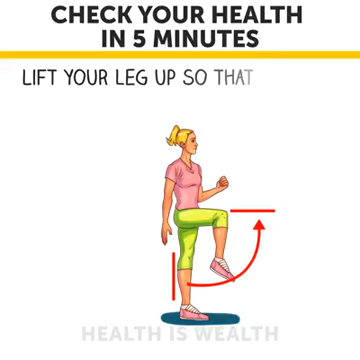 CHECK YOUR HEALTH
IN 5 MINUTES
LIFT YOUR LEG UP SO THAT
HEALTH IS WEALTH